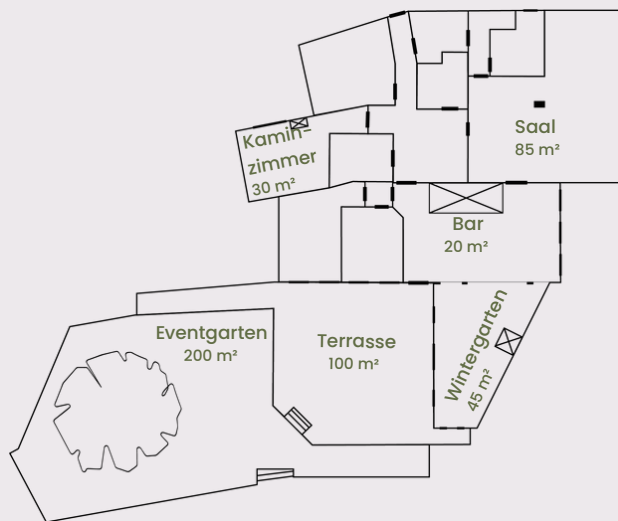 Kamin-
zimmer
30 m²
Saal
85 m²
Bar
20 m²
Eventgarten
200 m²
Terrasse
100 m²
Wintergarten
45 m²